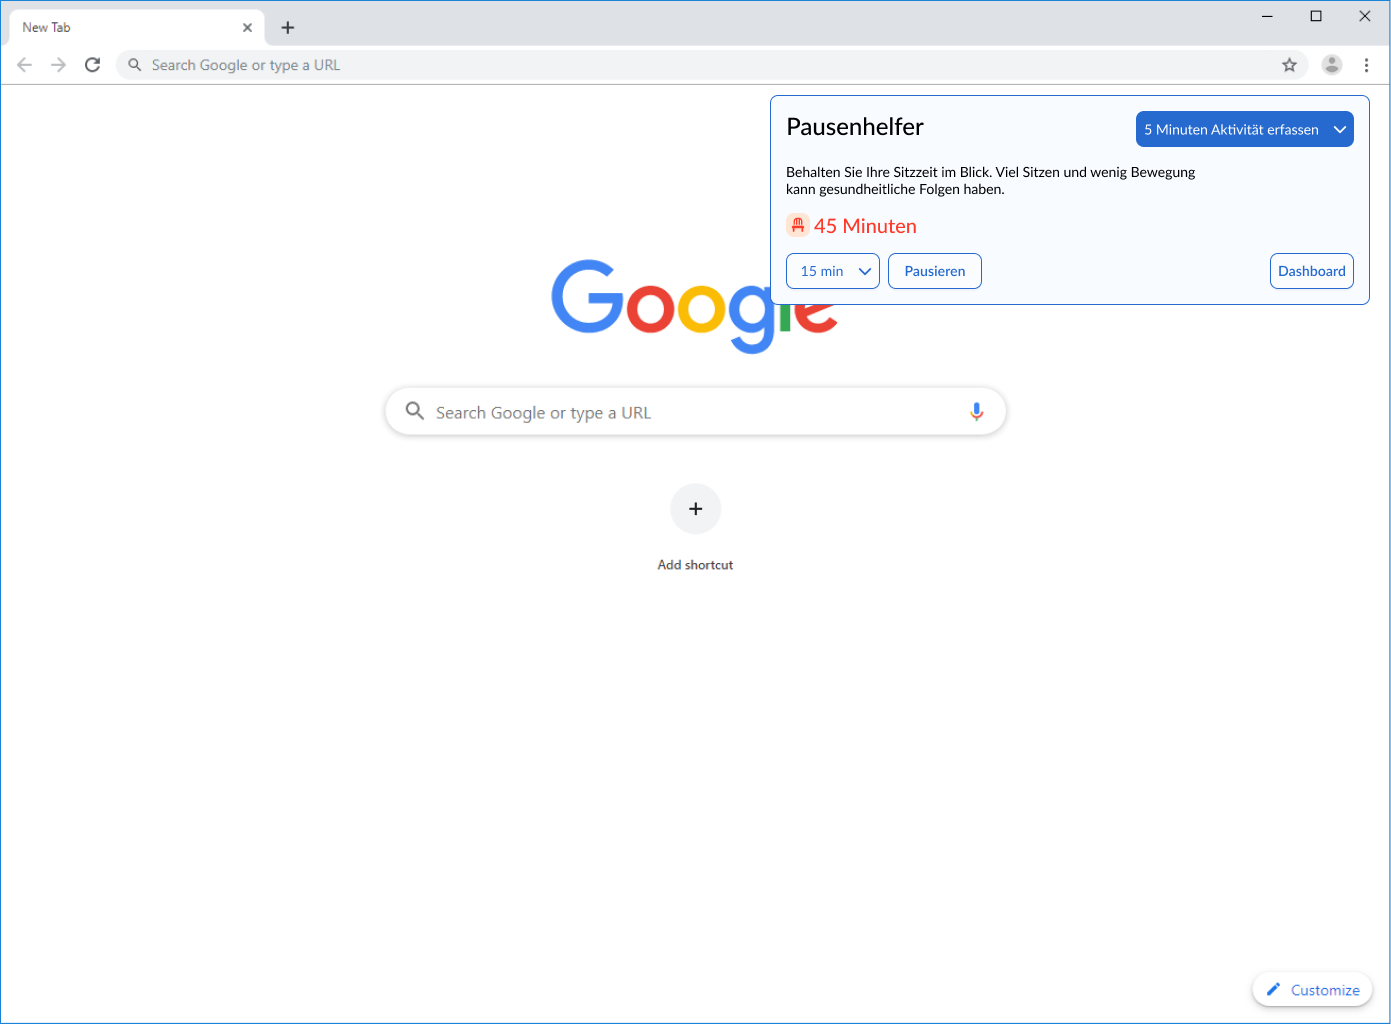 New Tab
Search Google or type a URL
Pausenhelfer
5 Minuten Aktivität erfassen
Behalten Sie Ihre Sitzzeit im Blick. Viel Sitzen und wenig Bewegung
kann gesundheitliche Folgen haben.
45 Minuten
15 min
Pausieren
Dashboard
Google
Search Google or type a URL
Add shortcut
Customize